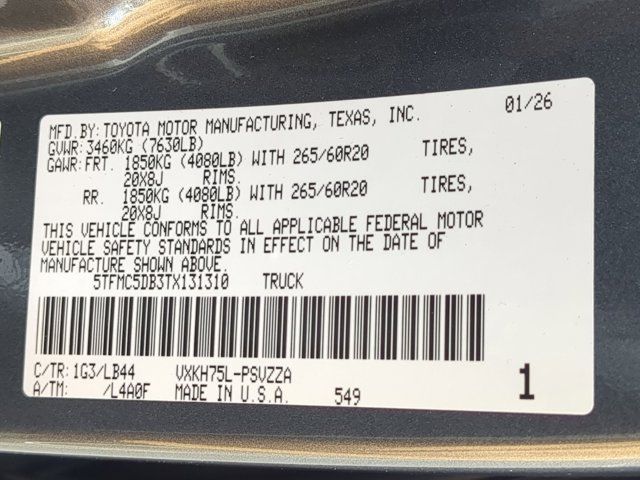 MFD.BY: TOYOTA MOTOR MANUFACTURING, TEXAS, INC. 01/26
GVWR: 3460KG (7630LB)
GAWR: FRT. 1850KG (4080LB) WITH 265/60R20 TIRES,
20X8J RIMS.
RR. 1850KG (4080LB) WITH 265/60R20 TIRES,
20X8J RIMS.
THIS VEHICLE CONFORMS TO ALL APPLICABLE FEDERAL MOTOR
VEHICLE SAFETY STANDARDS IN EFFECT ON THE DATE OF
MANUFACTURE SHOWN ABOVE.
5TFMC5DB3TX131310 TRUCK
C/TR: 1G3/LB44 VXKH75L-PSVZZA
A/TM: /L4A0F MADE IN U.S.A. 549 1